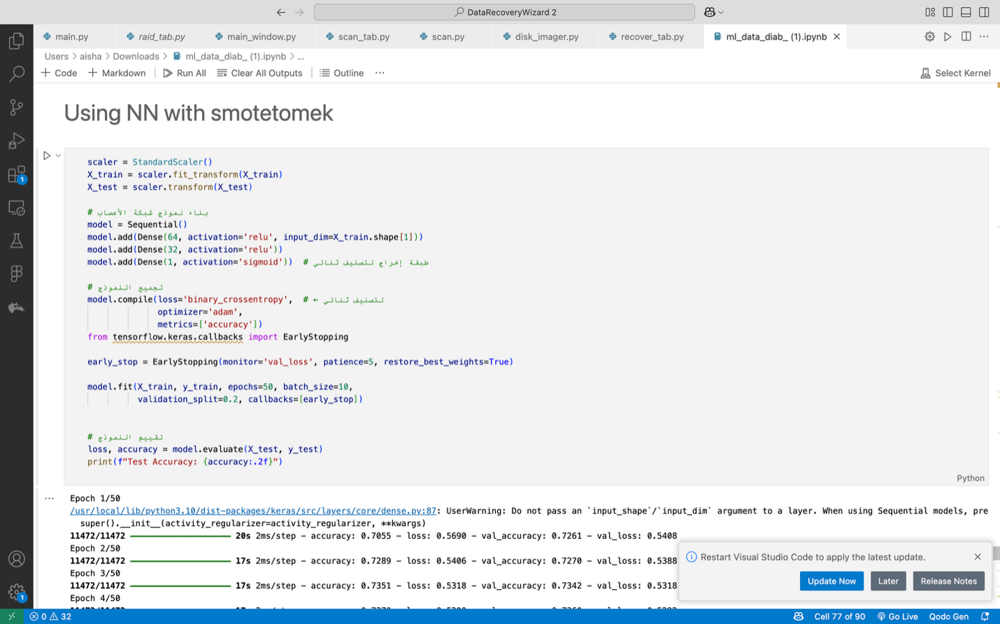 DataRecoveryWizard 2
main.py
raid_tab.py
main_window.py
scan_tab.py
scan.py
disk_imager.py
recover_tab.py
ml_data_diab_ (1).ipynb
Users > aisha > Downloads > ml_data_diab_ (1).ipynb > ...
+ Code + Markdown Run All Clear All Outputs Outline ... Select Kernel
Using NN with smotetomek
scaler = StandardScaler()
X_train = scaler.fit_transform(X_train)
X_test = scaler.transform(X_test)
# بناء نموذج شبكة الأعصاب
model = Sequential()
model.add(Dense(64, activation='relu', input_dim=X_train.shape[1]))
model.add(Dense(32, activation='relu'))
model.add(Dense(1, activation='sigmoid')) # طبقة إخراج لتصنيف ثنائي
# تجميع النموذج
model.compile(loss='binary_crossentropy', # ← لتصنيف ثنائي
optimizer='adam',
metrics=['accuracy'])
from tensorflow.keras.callbacks import EarlyStopping
early_stop = EarlyStopping(monitor='val_loss', patience=5, restore_best_weights=True)
model.fit(X_train, y_train, epochs=50, batch_size=10,
validation_split=0.2, callbacks=[early_stop])
# تقييم النموذج
loss, accuracy = model.evaluate(X_test, y_test)
print(f"Test Accuracy: {accuracy:.2f}")
Python
Epoch 1/50
/usr/local/lib/python3.10/dist-packages/keras/src/layers/core/dense.py:87: UserWarning: Do not pass an `input_shape`/`input_dim` argument to a layer. When using Sequential models, pre
super().__init__(activity_regularizer=activity_regularizer, **kwargs)
11472/11472 20s 2ms/step - accuracy: 0.7055 - loss: 0.5690 - val_accuracy: 0.7261 - val_loss: 0.5408
Epoch 2/50
11472/11472 17s 2ms/step - accuracy: 0.7289 - loss: 0.5406 - val_accuracy: 0.7270 - val_loss: 0.5388
Epoch 3/50
11472/11472 17s 2ms/step - accuracy: 0.7351 - loss: 0.5318 - val_accuracy: 0.7342 - val_loss: 0.5318
Epoch 4/50
Restart Visual Studio Code to apply the latest update.
Update Now Later Release Notes
1
1
0 32 Cell 77 of 90 Go Live Qodo Gen